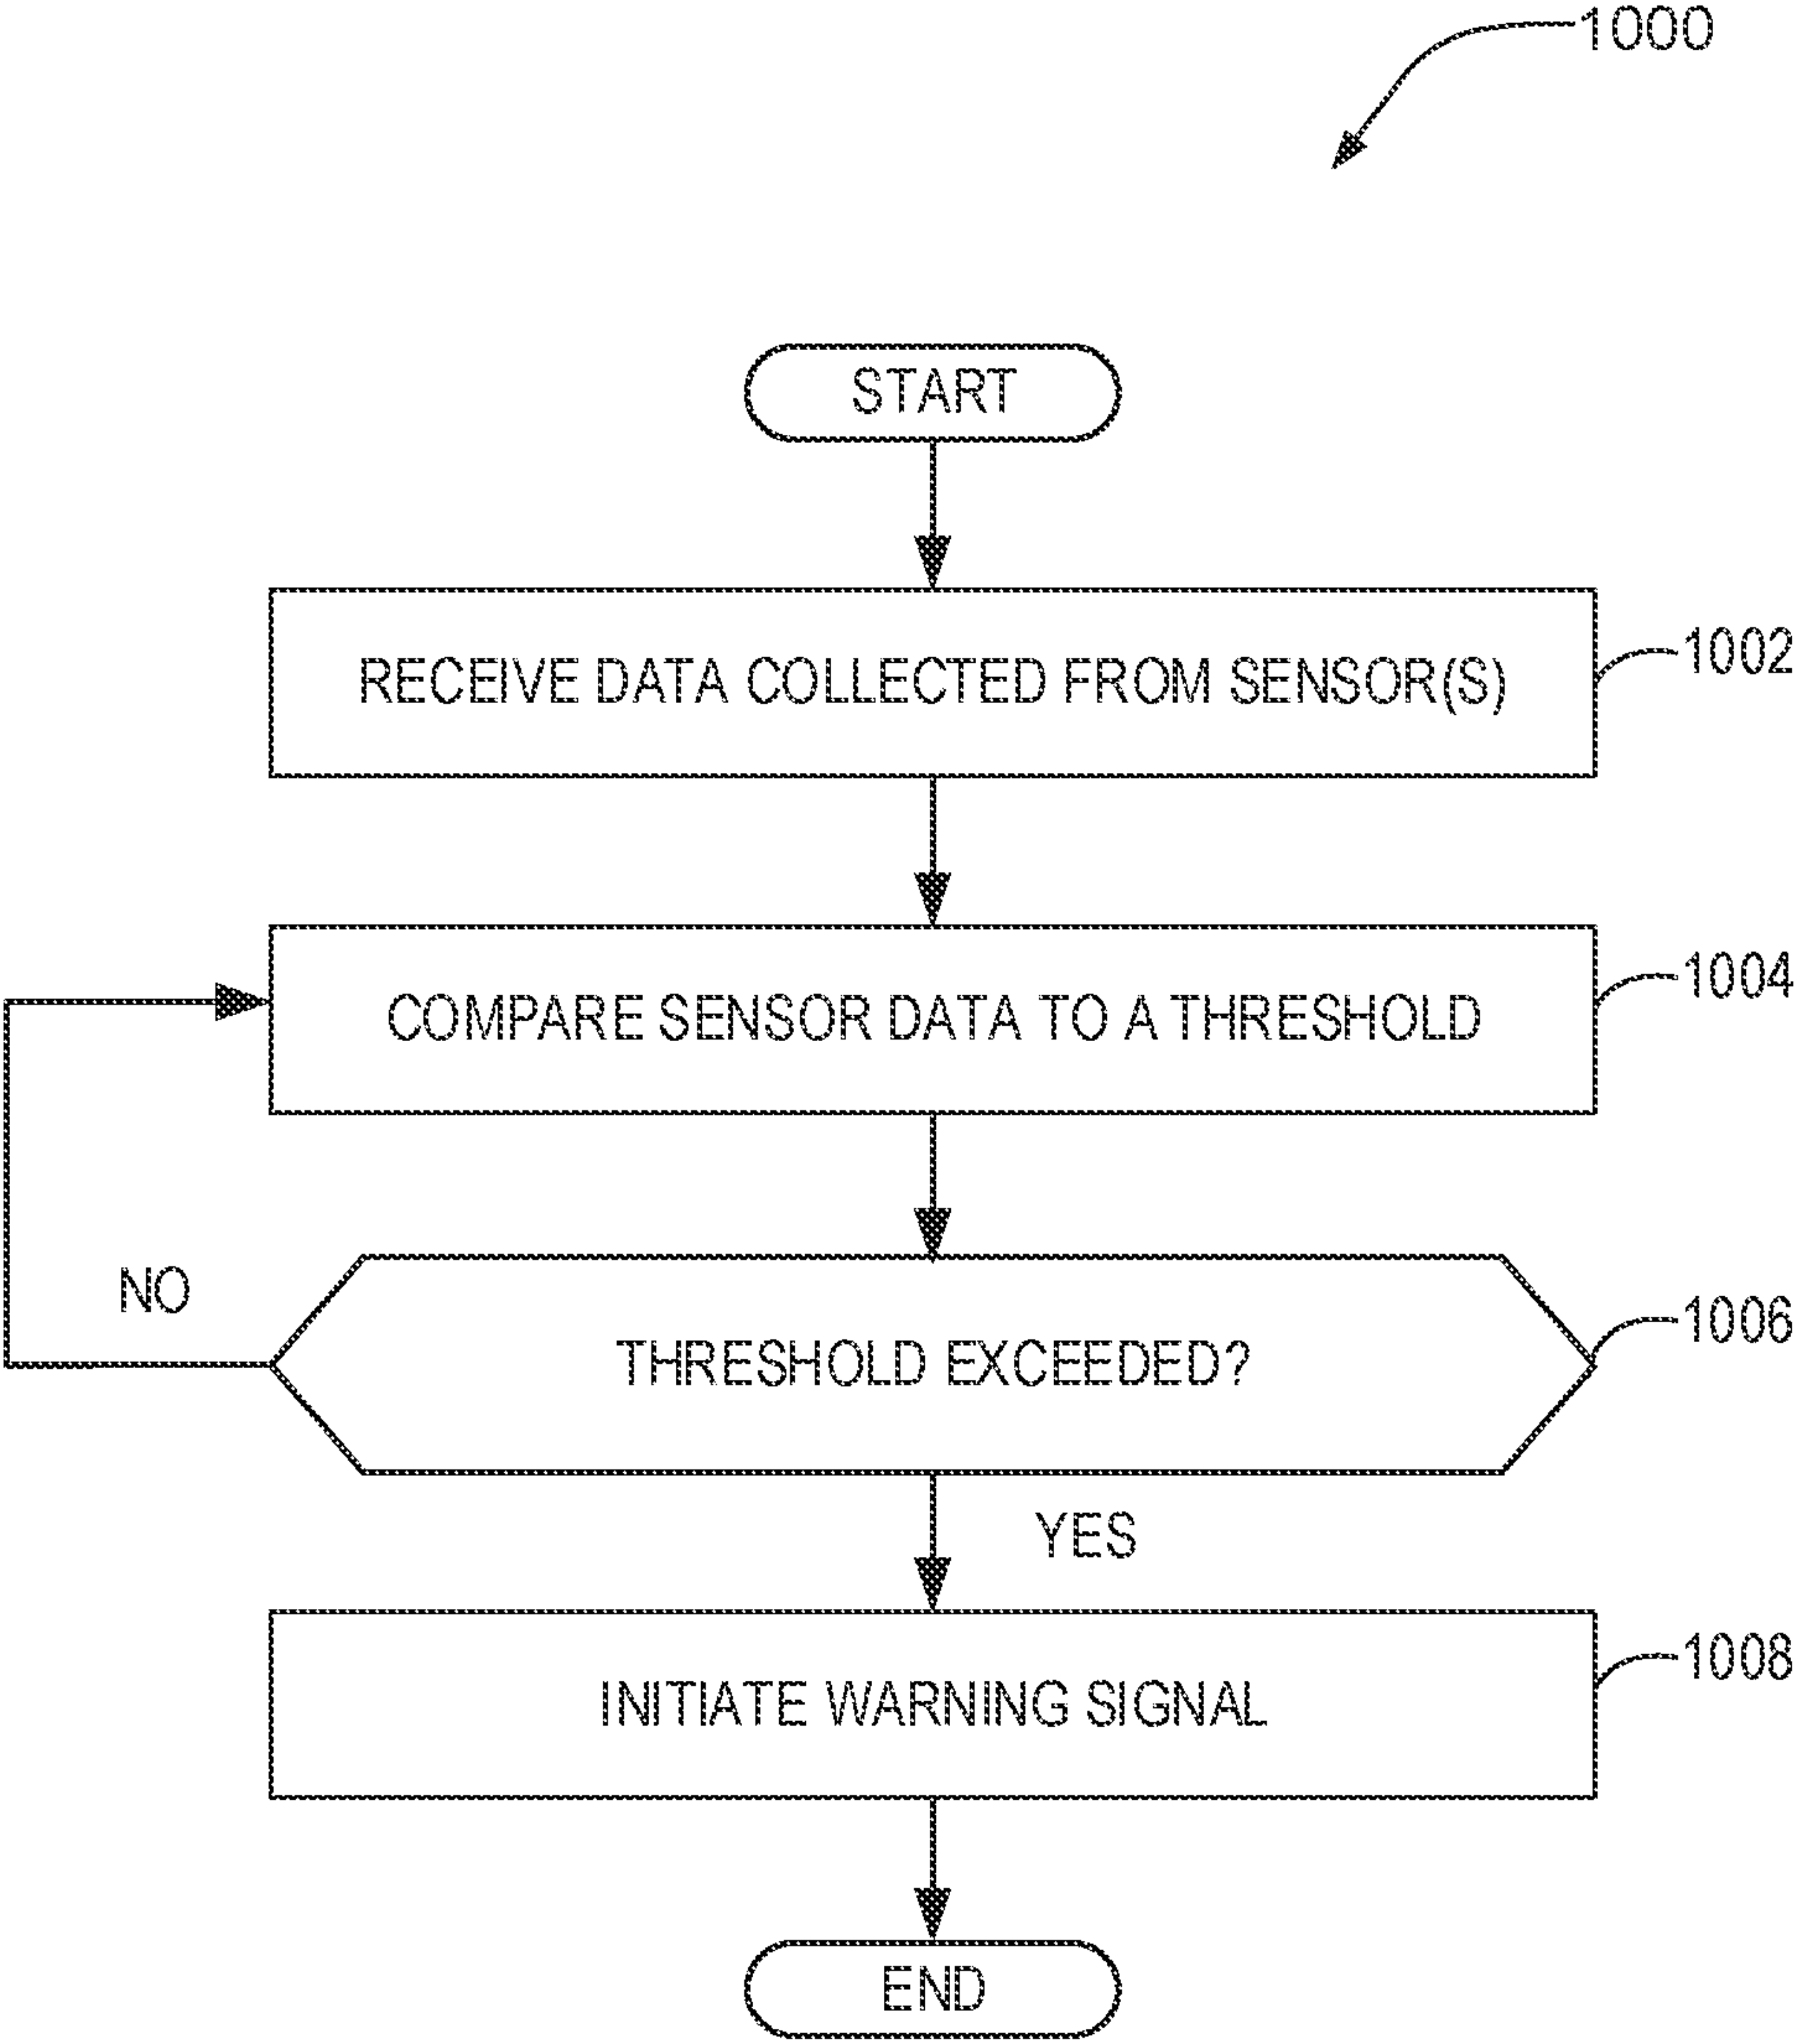 1000
START
RECEIVE DATA COLLECTED FROM SENSOR(S)
1002
COMPARE SENSOR DATA TO A THRESHOLD
1004
NO
THRESHOLD EXCEEDED?
1006
YES
INITIATE WARNING SIGNAL
1008
END